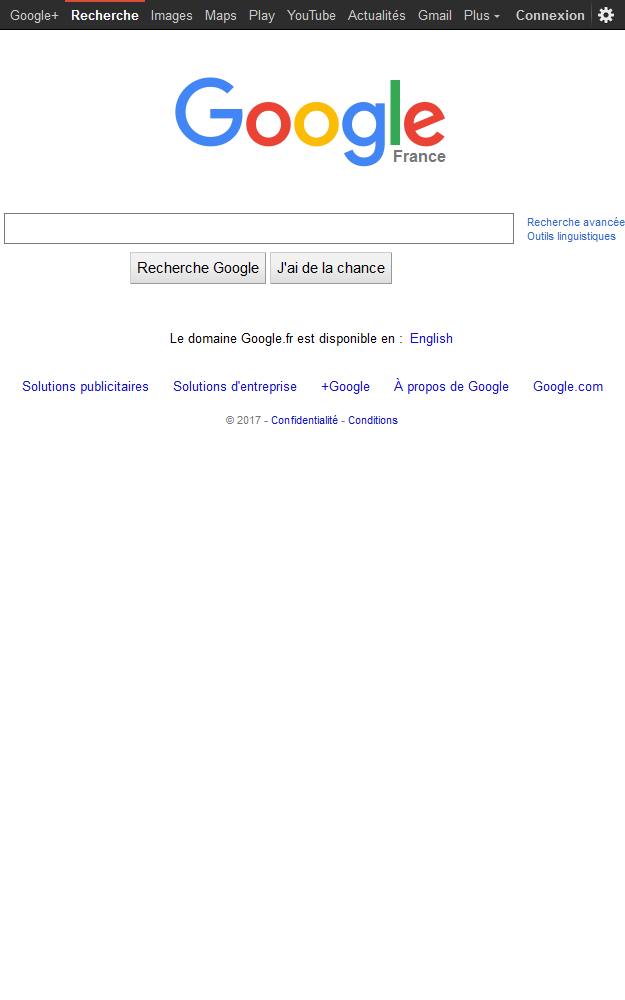 Google+ Recherche Images Maps Play YouTube Actualités Gmail Plus Connexion
Google
France
Recherche avancée
Outils linguistiques
Recherche Google J'ai de la chance
Le domaine Google.fr est disponible en : English
Solutions publicitaires Solutions d'entreprise +Google À propos de Google Google.com
© 2017 - Confidentialité - Conditions